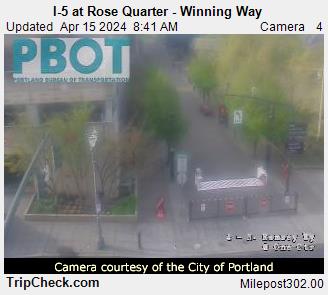 I-5 at Rose Quarter - Winning Way
Updated Apr 15 2024 8:41 AM Camera 4
PBOT
PORTLAND BUREAU OF TRANSPORTATION
Camera courtesy of the City of Portland
TripCheck.com Milepost302.00